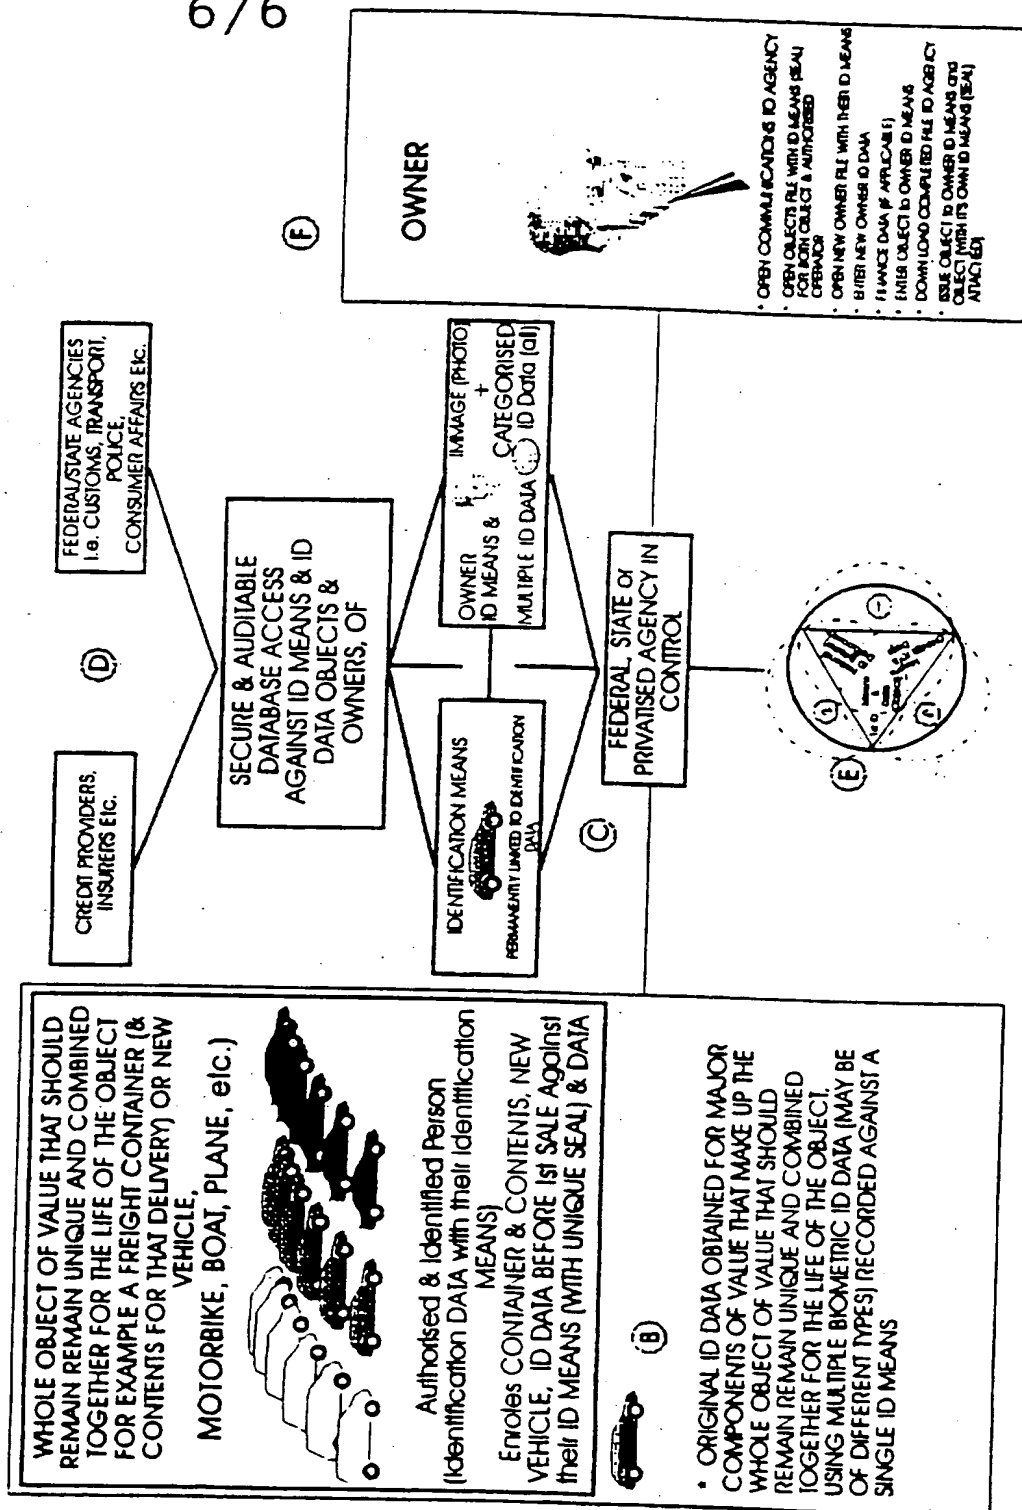 6/6
WHOLE OBJECT OF VALUE THAT SHOULD
REMAIN REMAIN UNIQUE AND COMBINED
TOGETHER FOR THE LIFE OF THE OBJECT
FOR EXAMPLE A FREIGHT CONTAINER (&
CONTENTS FOR THAT DELIVERY) OR NEW
VEHICLE,
MOTORBIKE, BOAT, PLANE, etc.)
Authorised & Identified Person
(Identification DATA with their Identification
MEANS)
Enroles CONTAINER & CONTENTS, NEW
VEHICLE, ID DATA BEFORE 1st SALE Against
their ID MEANS (WITH UNIQUE SEAL) & DATA
B
* ORIGINAL ID DATA OBTAINED FOR MAJOR
COMPONENTS OF VALUE THAT MAKE UP THE
WHOLE OBJECT OF VALUE THAT SHOULD
REMAIN REMAIN UNIQUE AND COMBINED
TOGETHER FOR THE LIFE OF THE OBJECT,
USING MULTIPLE BIOMETRIC ID DATA (MAY BE
OF DIFFERENT TYPES) RECORDED AGAINST A
SINGLE ID MEANS
CREDIT PROVIDERS,
INSURERS Etc.
D
FEDERAL/STATE AGENCIES
i.e. CUSTOMS, TRANSPORT,
POLICE,
CONSUMER AFFAIRS Etc.
SECURE & AUDITABLE
DATABASE ACCESS
AGAINST ID MEANS & ID
DATA OBJECTS &
OWNERS, OF
IDENTIFICATION MEANS
PERMANENTLY LINKED TO IDENTIFICATION
DATA
OWNER
ID MEANS &
MULTIPLE ID DATA
IMMAGE (PHOTO)
+
CATEGORISED
ID Data (all)
C
FEDERAL, STATE or
PRIVATISED AGENCY IN
CONTROL
E
1
2
F
OWNER
* OPEN COMMUNICATIONS TO AGENCY
* OPEN OBJECTS FILE WITH ID MEANS (SEAL)
FOR BOTH OBJECT & AUTHORISED
OPERATOR
* OPEN NEW OWNER FILE WITH THEIR ID MEANS
* ENTER NEW OWNER ID DATA
* FINANCE DATA (IF APPLICABLE)
* ENTER OBJECT to OWNER ID MEANS
* DOWN LOAD COMPLETED FILE TO AGENCY
* ISSUE OBJECT to OWNER ID MEANS and
OBJECT (WITH ITS OWN ID MEANS (SEAL)
ATTACHED)